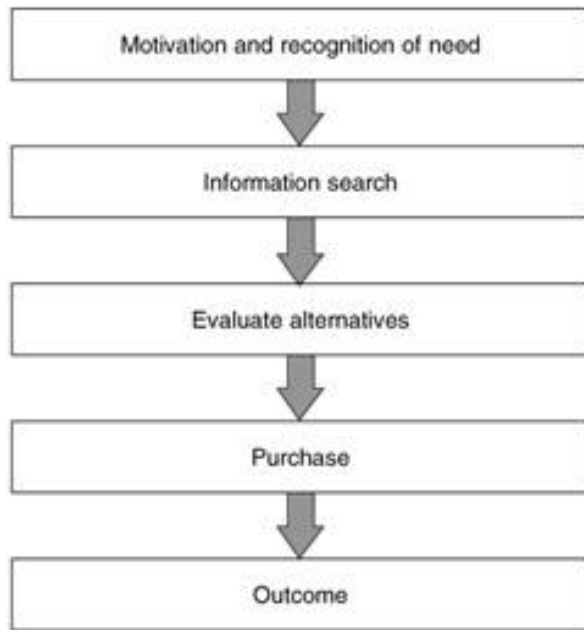 Motivation and recognition of need
Information search
Evaluate alternatives
Purchase
Outcome